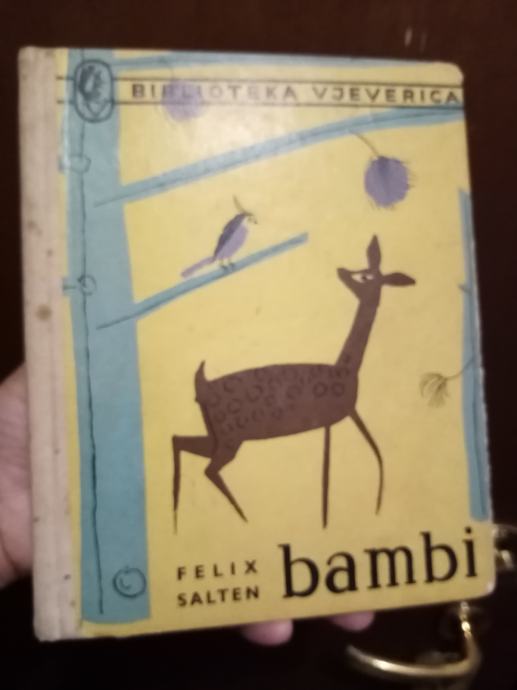 BIBLIOTEKA VJEVERICA
FELIX
SALTEN
bambi